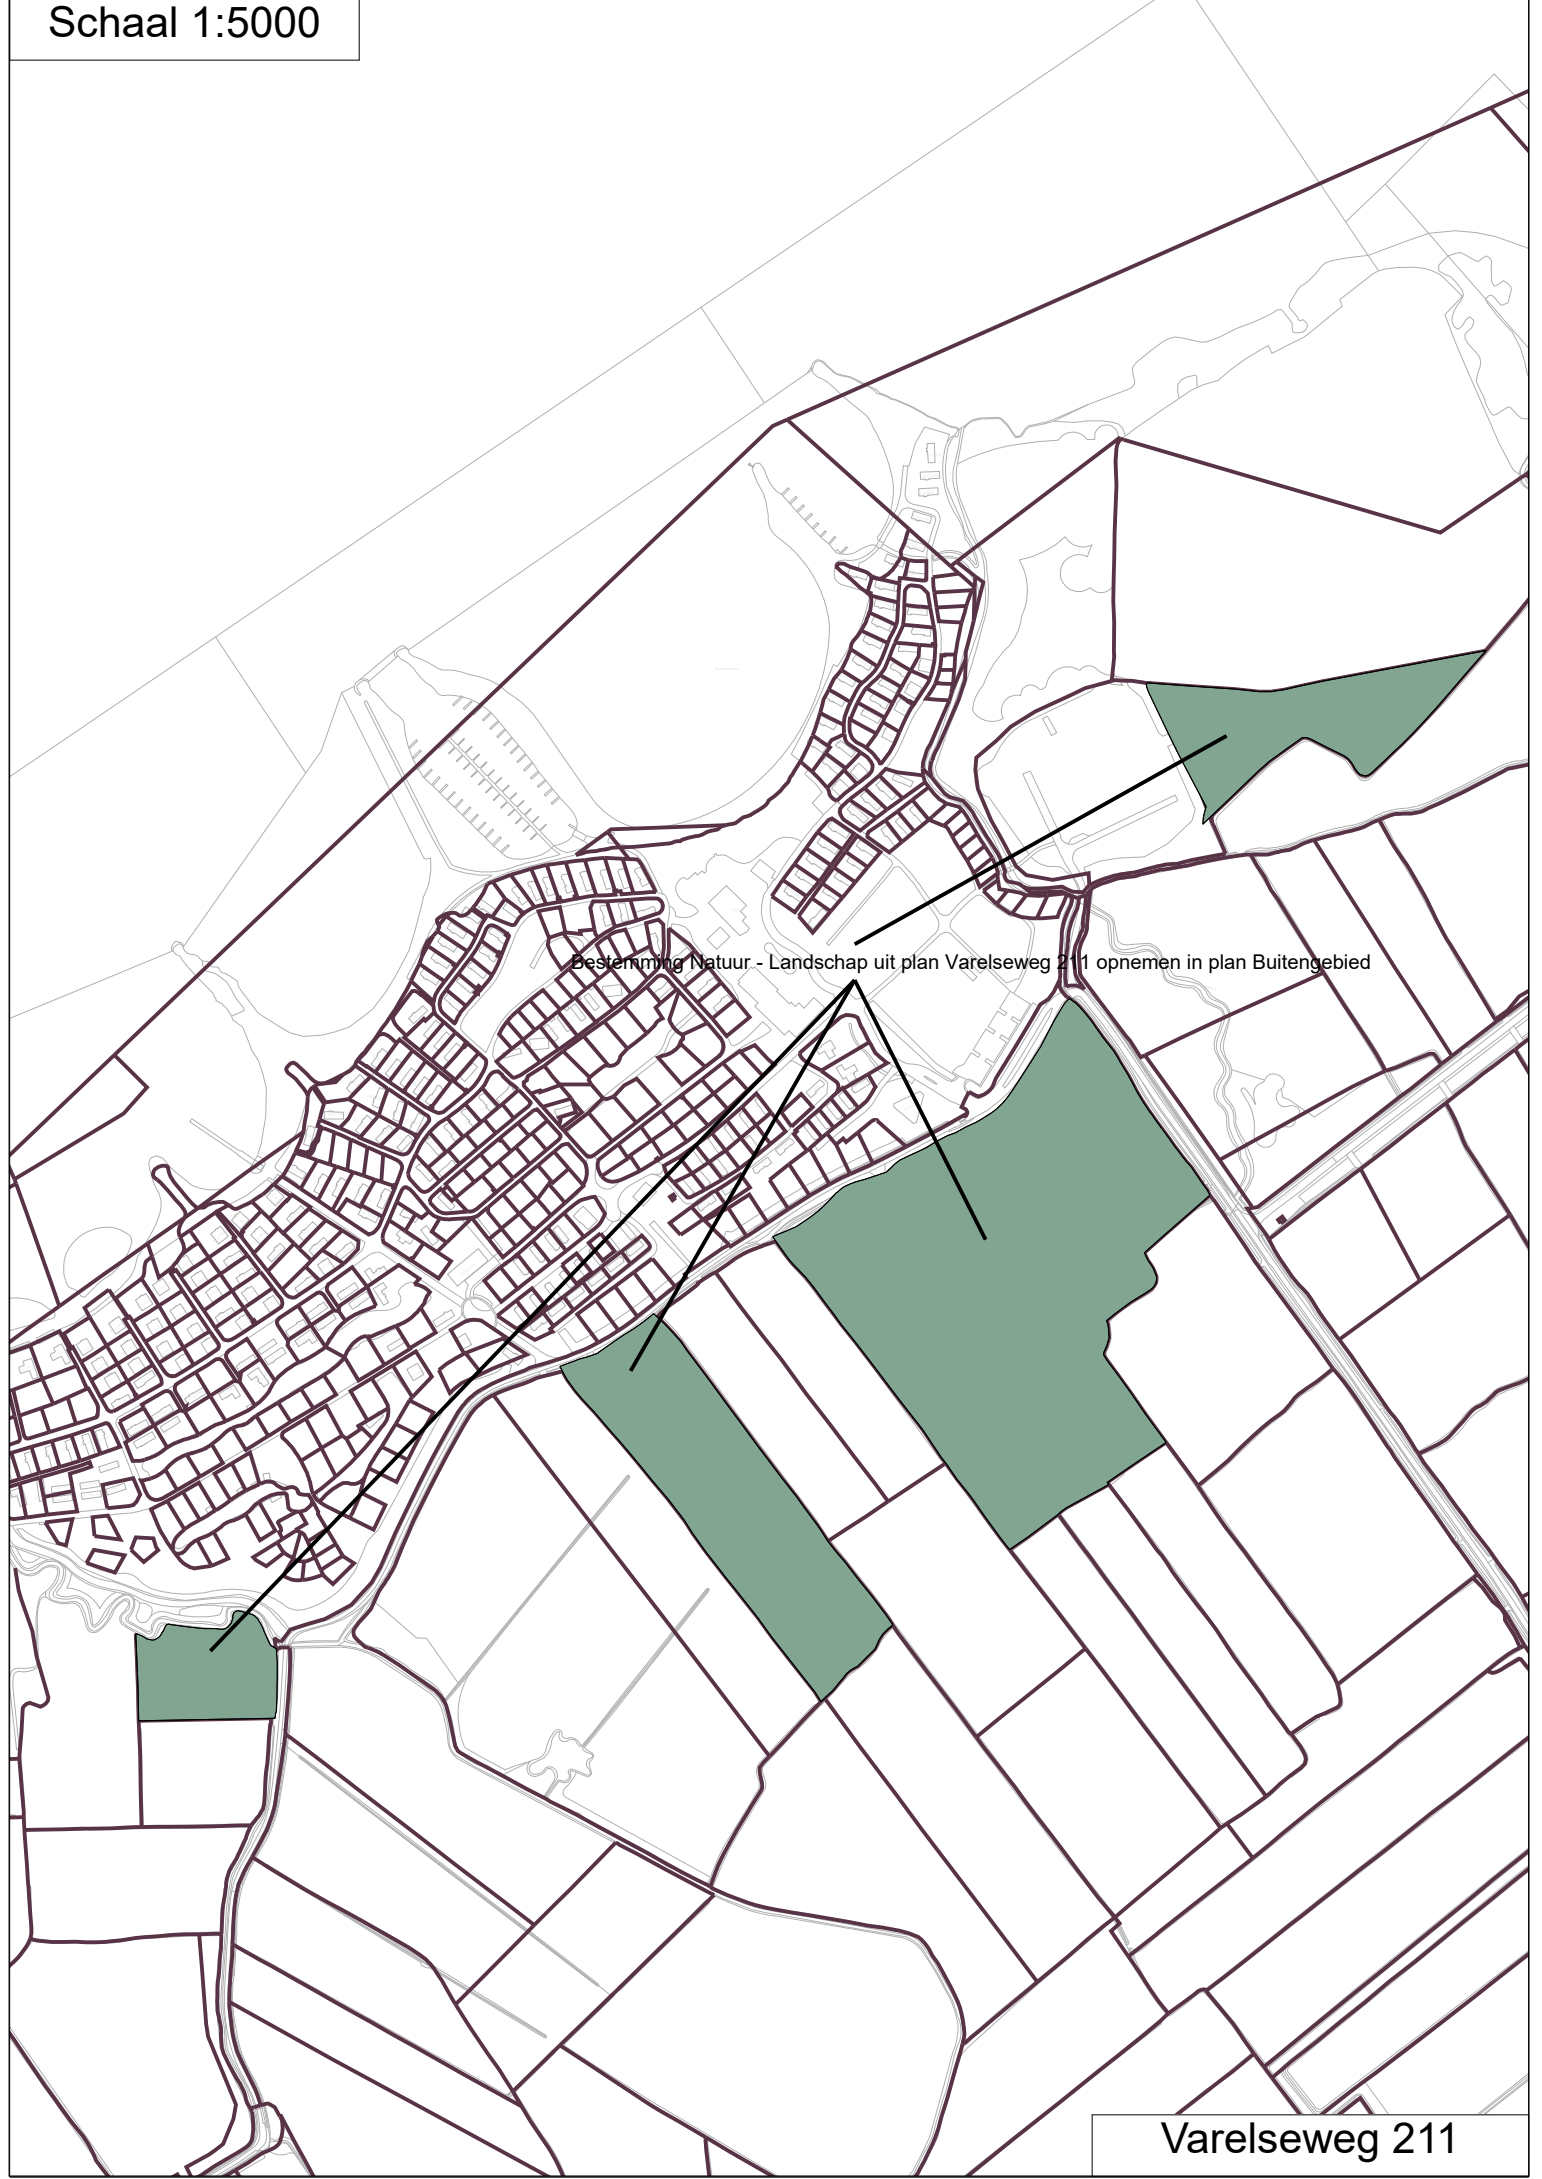 Schaal 1:5000
Bestemming Natuur - Landschap uit plan Varelseweg 211 opnemen in plan Buitengebied
Varelseweg 211